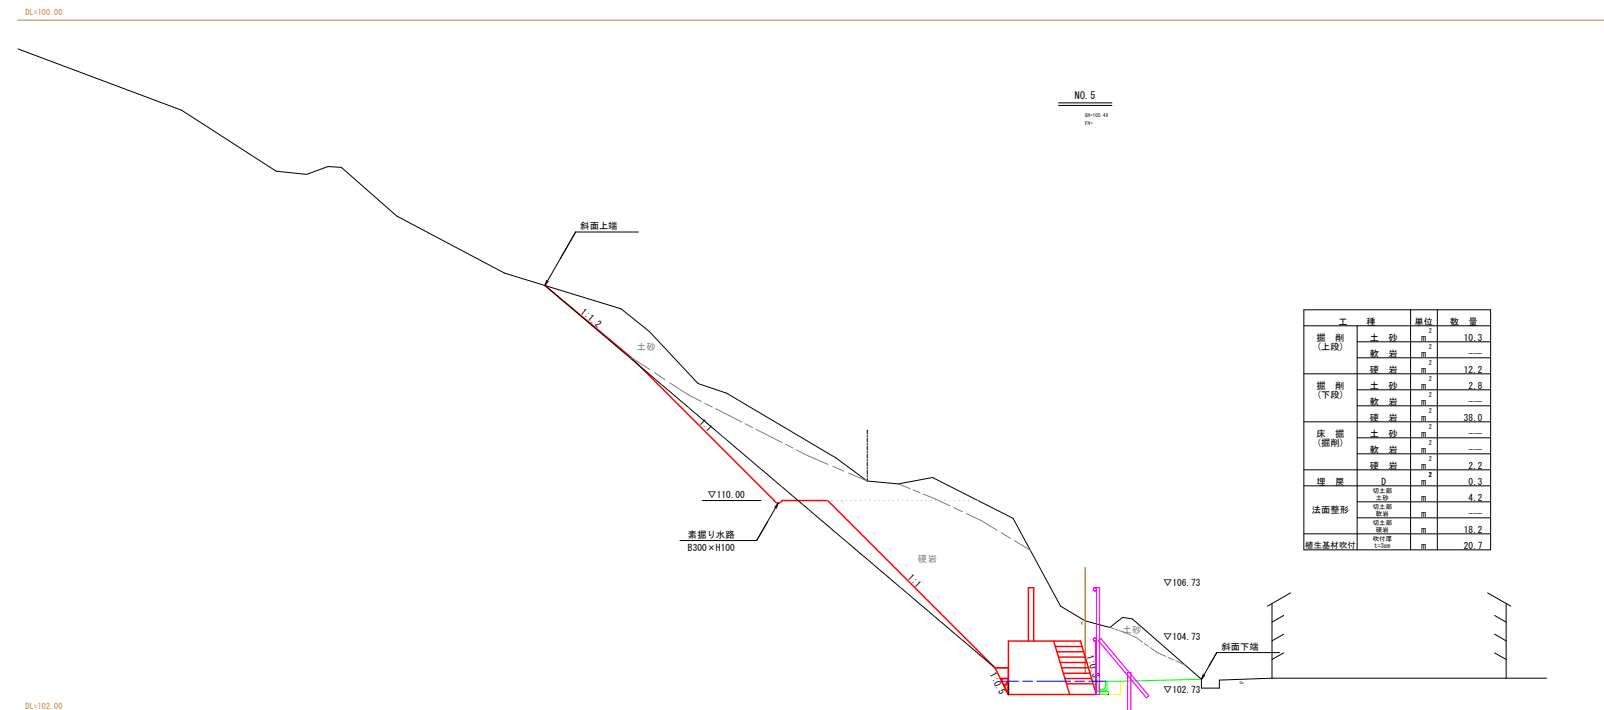 DL=100.00
NO.5
GH=105.49
FH=
斜面上端
1:1.2
土砂
1:1
▽110.00
素掘り水路
B300×H100
硬岩
1:1
▽106.73
土砂
▽104.73
斜面下端
1:0.5
▽102.73
DL=102.00
工 種 単位 数 量
掘 削 (上段) 土 砂 m2 10.3
軟 岩 m2 ---
硬 岩 m2 12.2
掘 削 (下段) 土 砂 m2 2.8
軟 岩 m2 ---
硬 岩 m2 38.0
床 掘 (掘削) 土 砂 m2 ---
軟 岩 m2 ---
硬 岩 m2 2.2
埋 戻 D m2 0.3
法面整形 切土部 土砂 m 4.2
切土部 軟岩 m ---
切土部 硬岩 m 18.2
植生基材吹付 吹付厚 t=3cm m 20.7